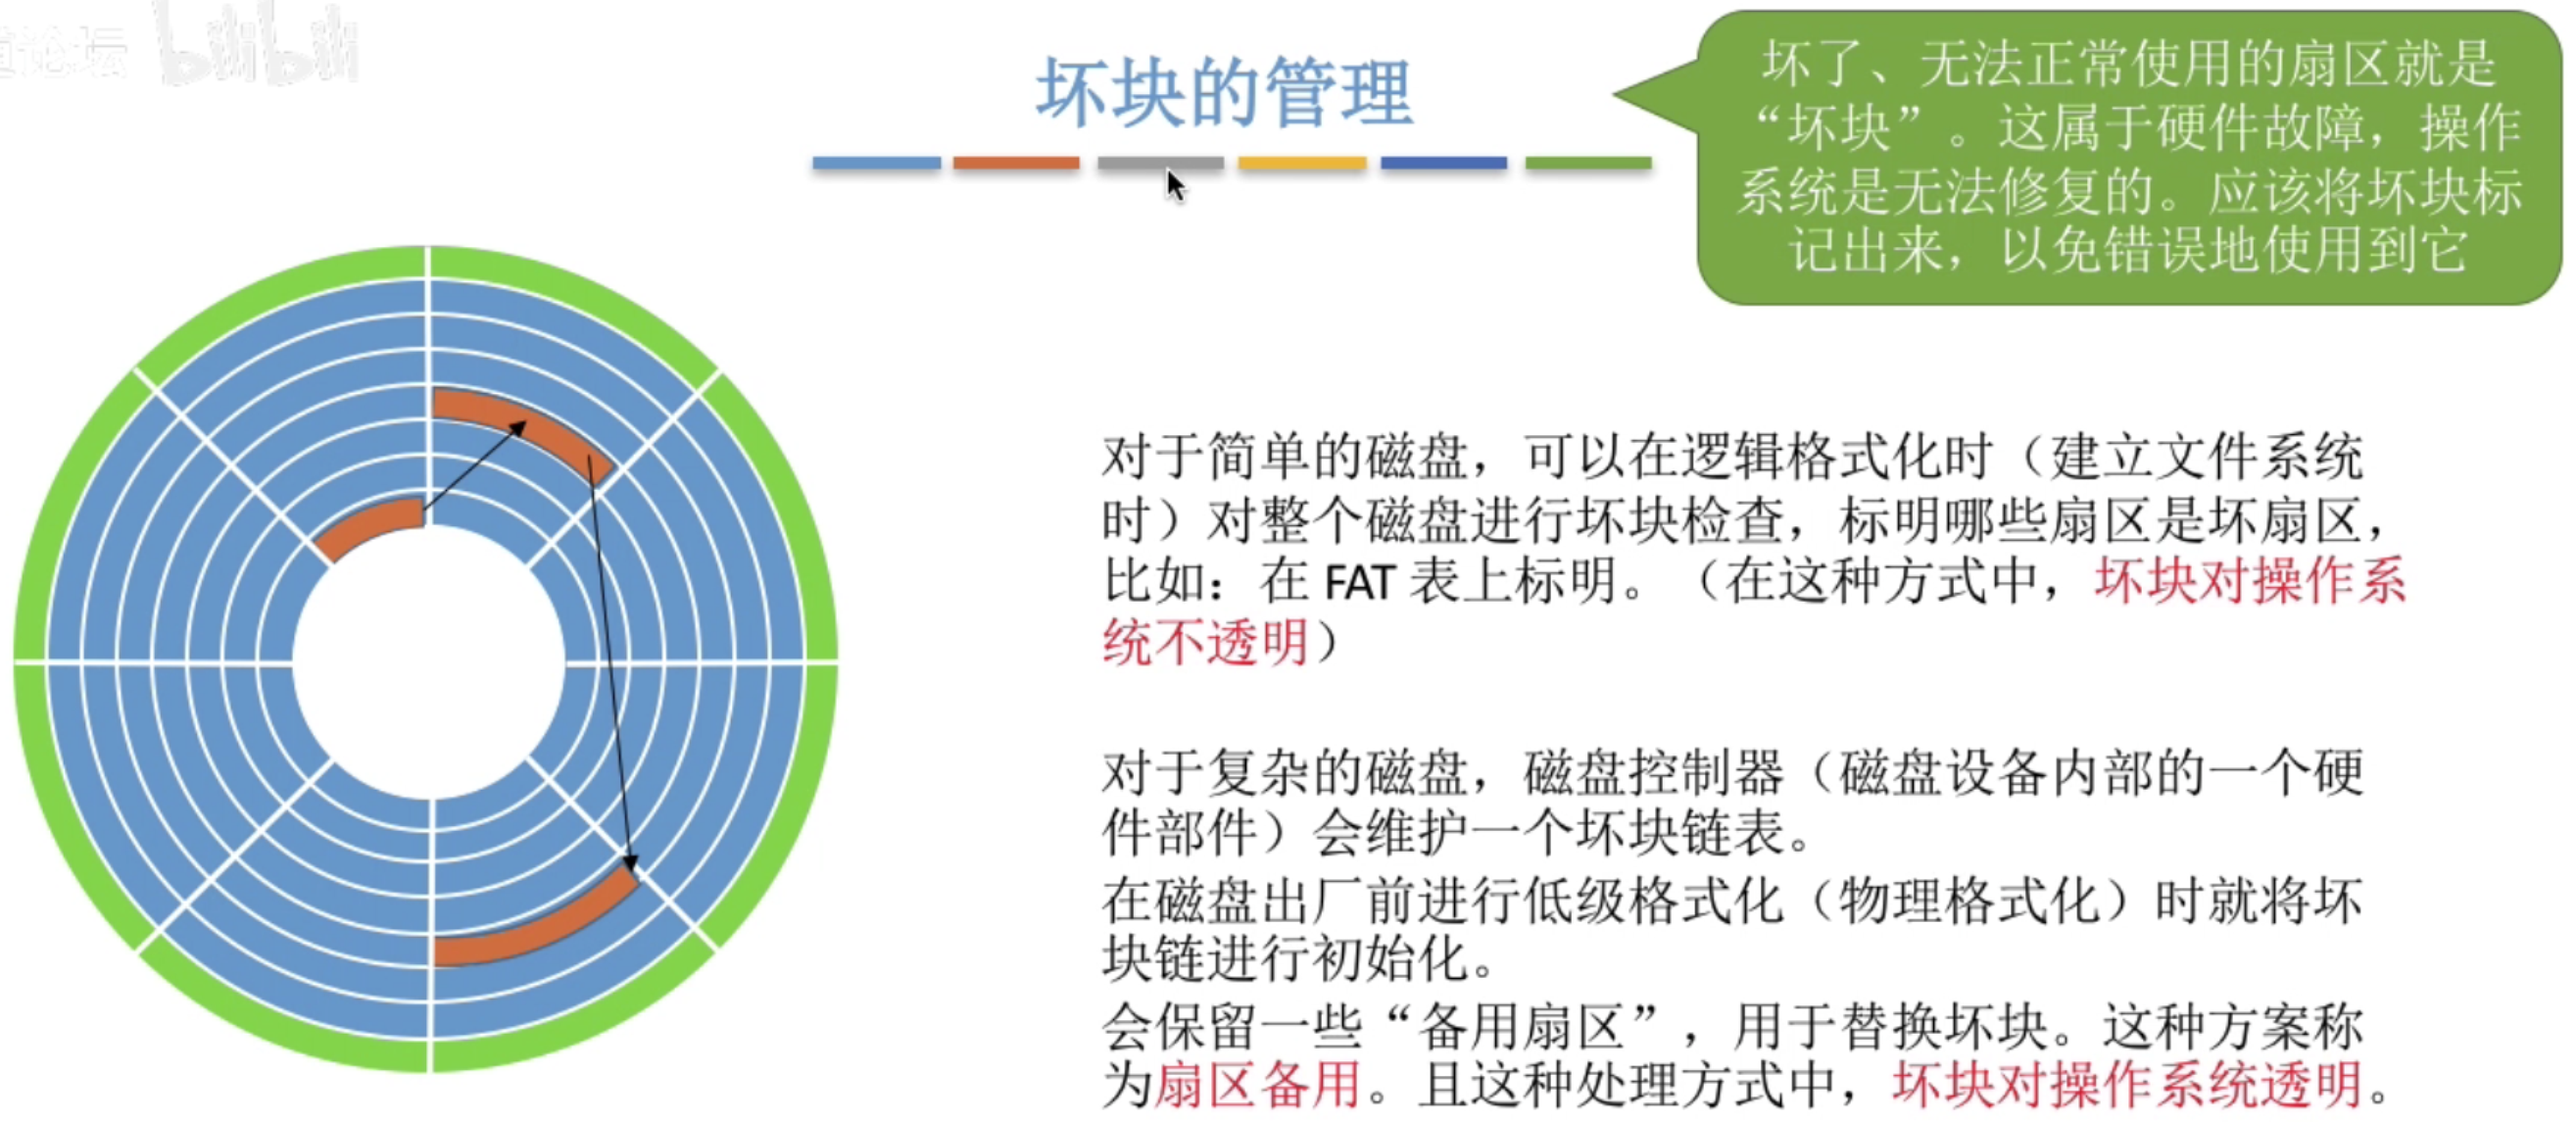 论坛 bilibili
坏块的管理
坏了、无法正常使用的扇区就是
“坏块”。这属于硬件故障，操作
系统是无法修复的。应该将坏块标
记出来，以免错误地使用到它
对于简单的磁盘，可以在逻辑格式化时（建立文件系统
时）对整个磁盘进行坏块检查，标明哪些扇区是坏扇区，
比如：在 FAT 表上标明。（在这种方式中，坏块对操作系
统不透明）
对于复杂的磁盘，磁盘控制器（磁盘设备内部的一个硬
件部件）会维护一个坏块链表。
在磁盘出厂前进行低级格式化（物理格式化）时就将坏
块链进行初始化。
会保留一些“备用扇区”，用于替换坏块。这种方案称
为扇区备用。且这种处理方式中，坏块对操作系统透明。